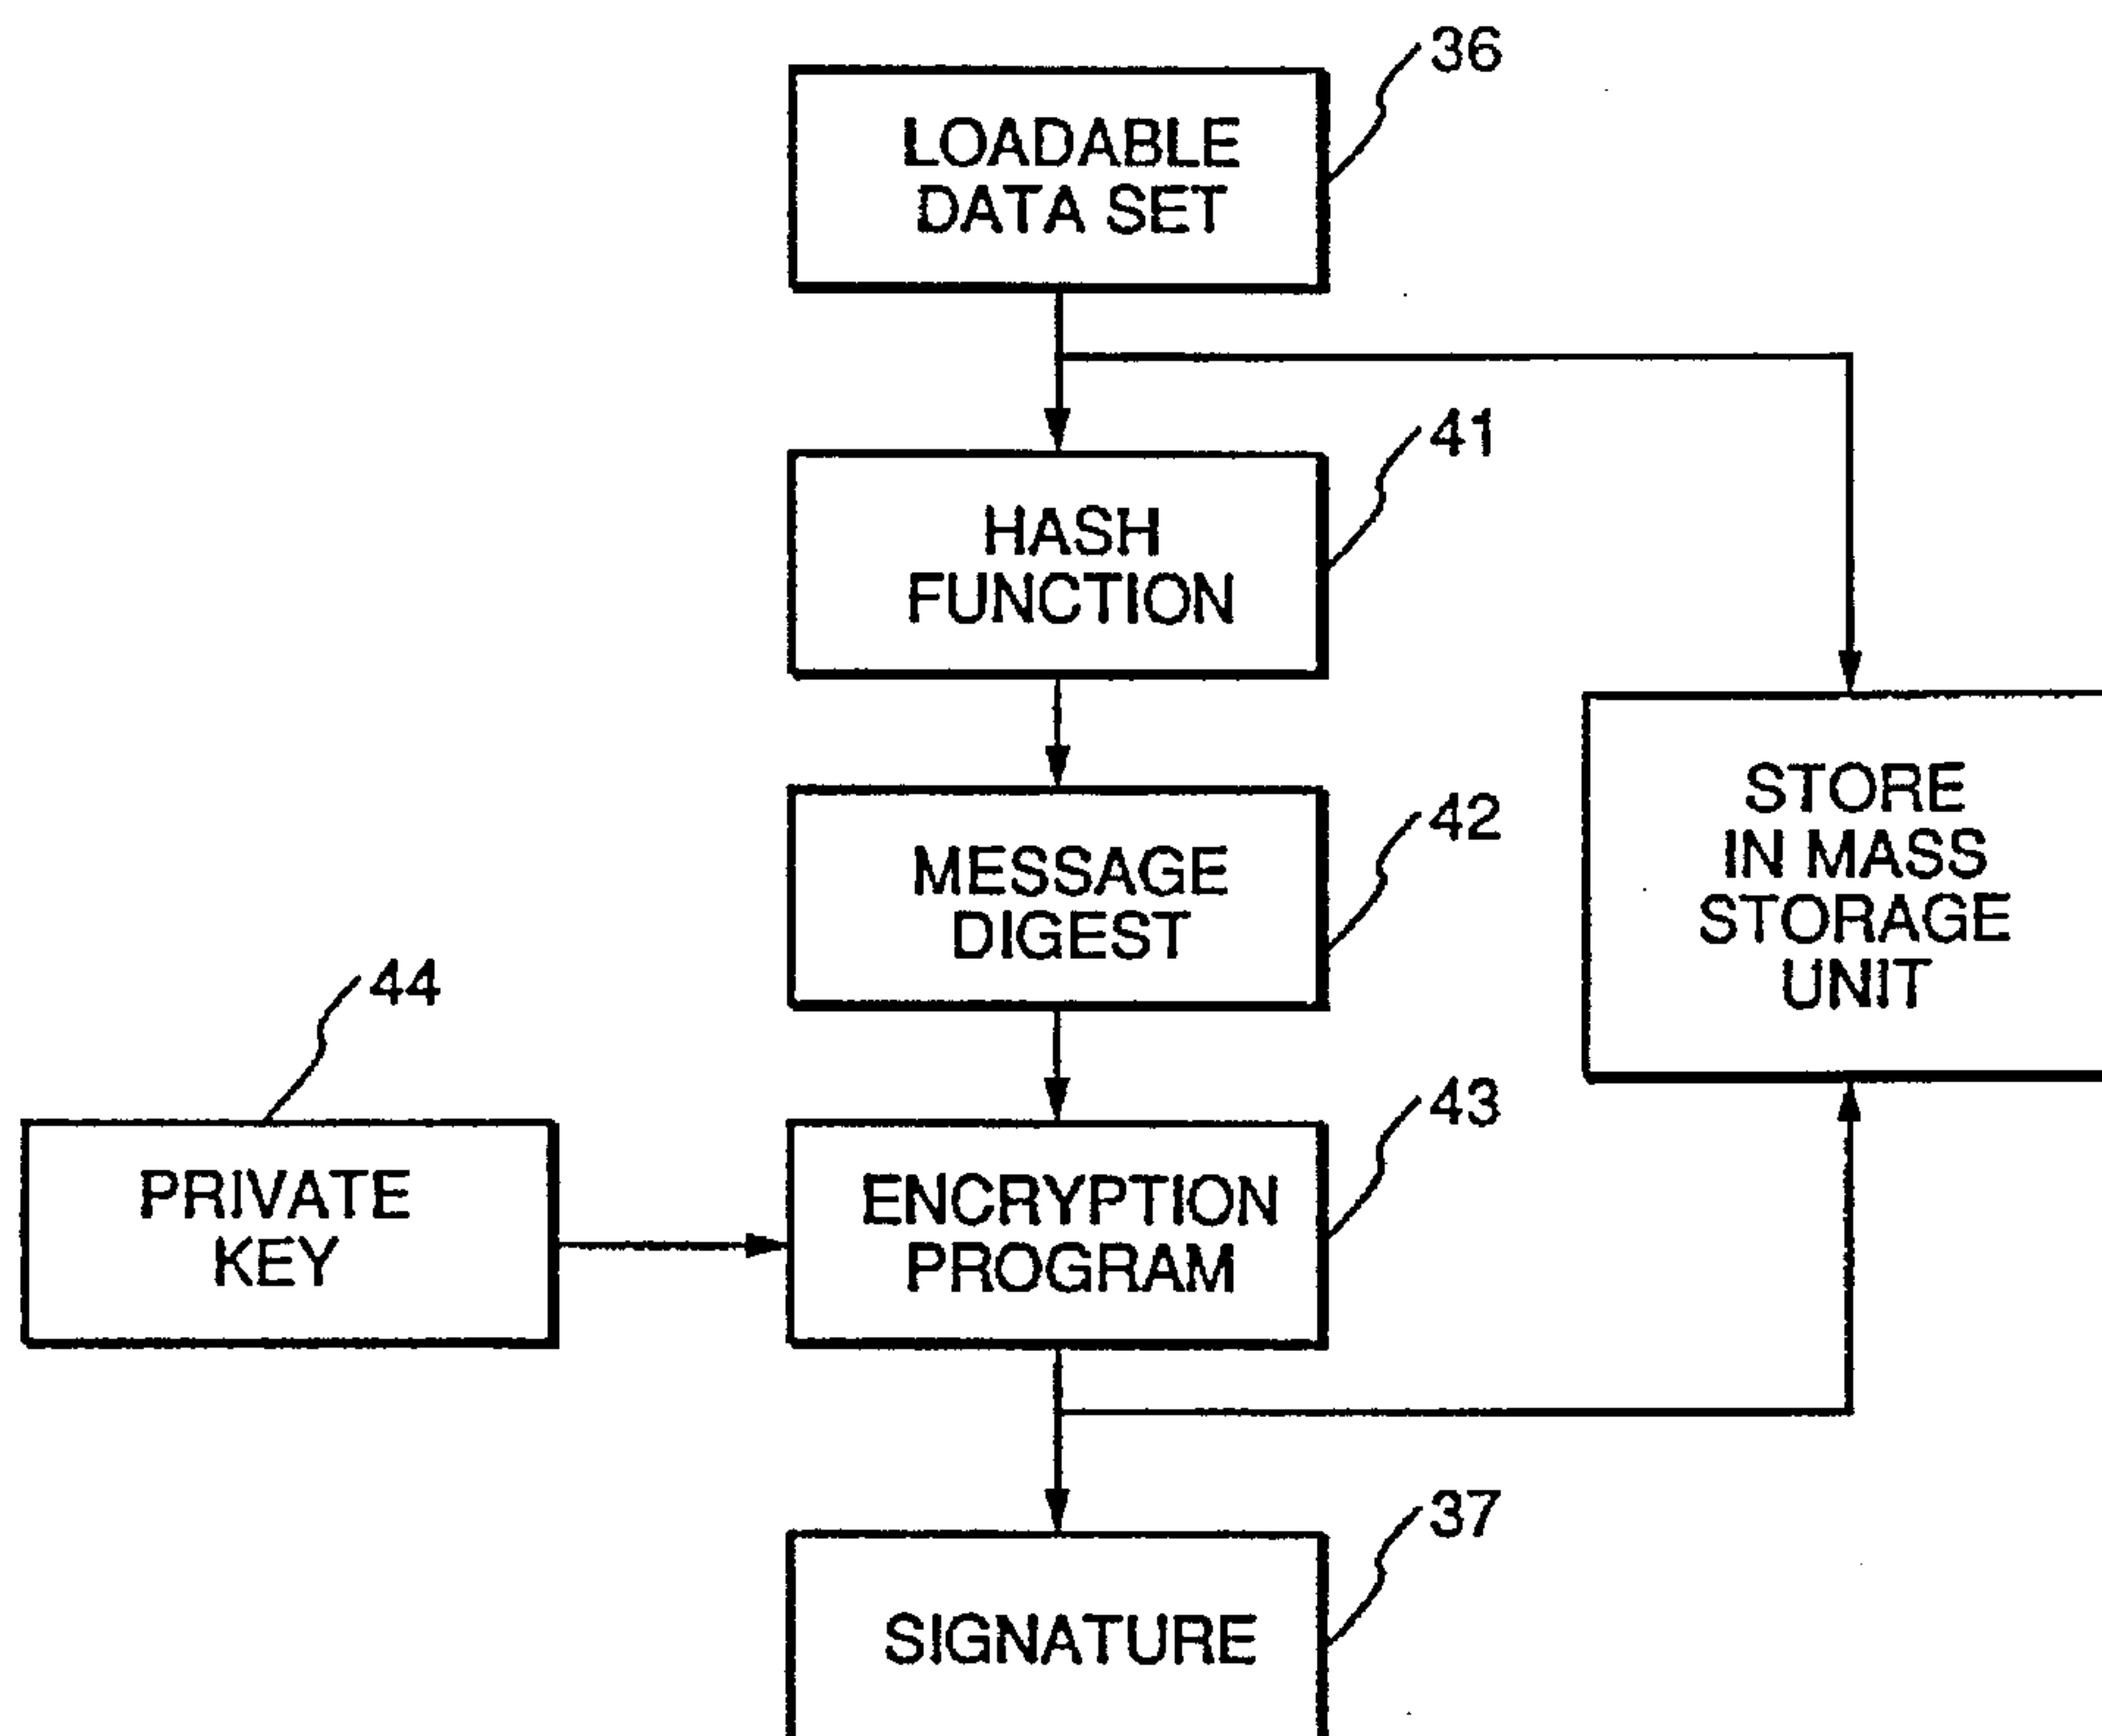 36
LOADABLE
DATA SET
41
HASH
FUNCTION
42
MESSAGE
DIGEST
STORE
IN MASS
STORAGE
UNIT
44
PRIVATE
KEY
43
ENCRYPTION
PROGRAM
37
SIGNATURE